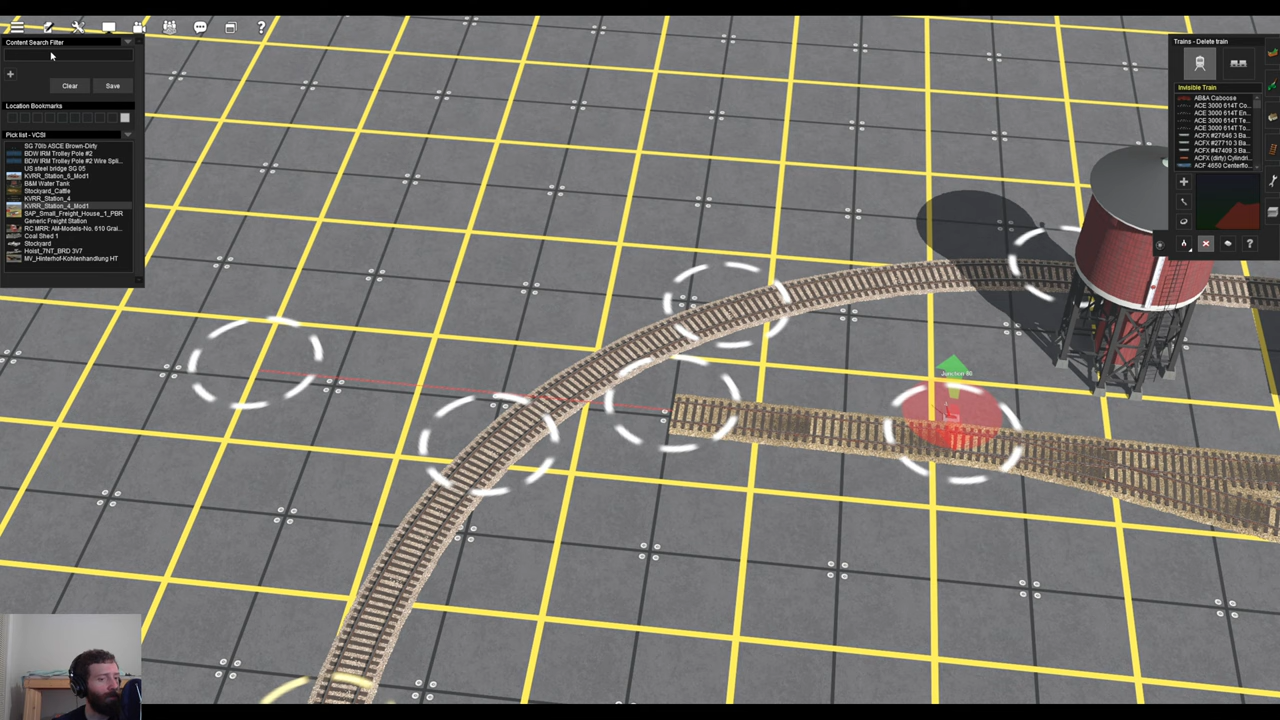 Content Search Filter
Clear
Save
Location Bookmarks
Pick list - VCSI
SG 70lb ASCE Brown-Dirty
BDW IRM Trolley Pole #2
BDW IRM Trolley Pole #2 Wire Spli...
US steel bridge SG 05
KVRR_Station_6_Mod1
B&M Water Tank
Stockyard_Cattle
KVRR_Station_4
KVRR_Station_4_Mod1
SAP_Small_Freight_House_1_PBR
Generic Freight Station
RC MRR: AM-Models-No. 610 Grai...
Coal Shed 1
Stockyard
Hoist_7NT_BRD 3V7
MV_Hinterhof-Kohlenhandlung HT
Trains - Delete train
Invisible Train
AB&A Caboose
ACE 3000 614T Co...
ACE 3000 614T En...
ACE 3000 614T Te...
ACE 3000 614T To...
ACFX #27646 3 Ba...
ACFX #27710 3 Ba...
ACFX #47409 3 Ba...
ACFX (dirty) Cylindri...
ACF 4650 Centerflo...